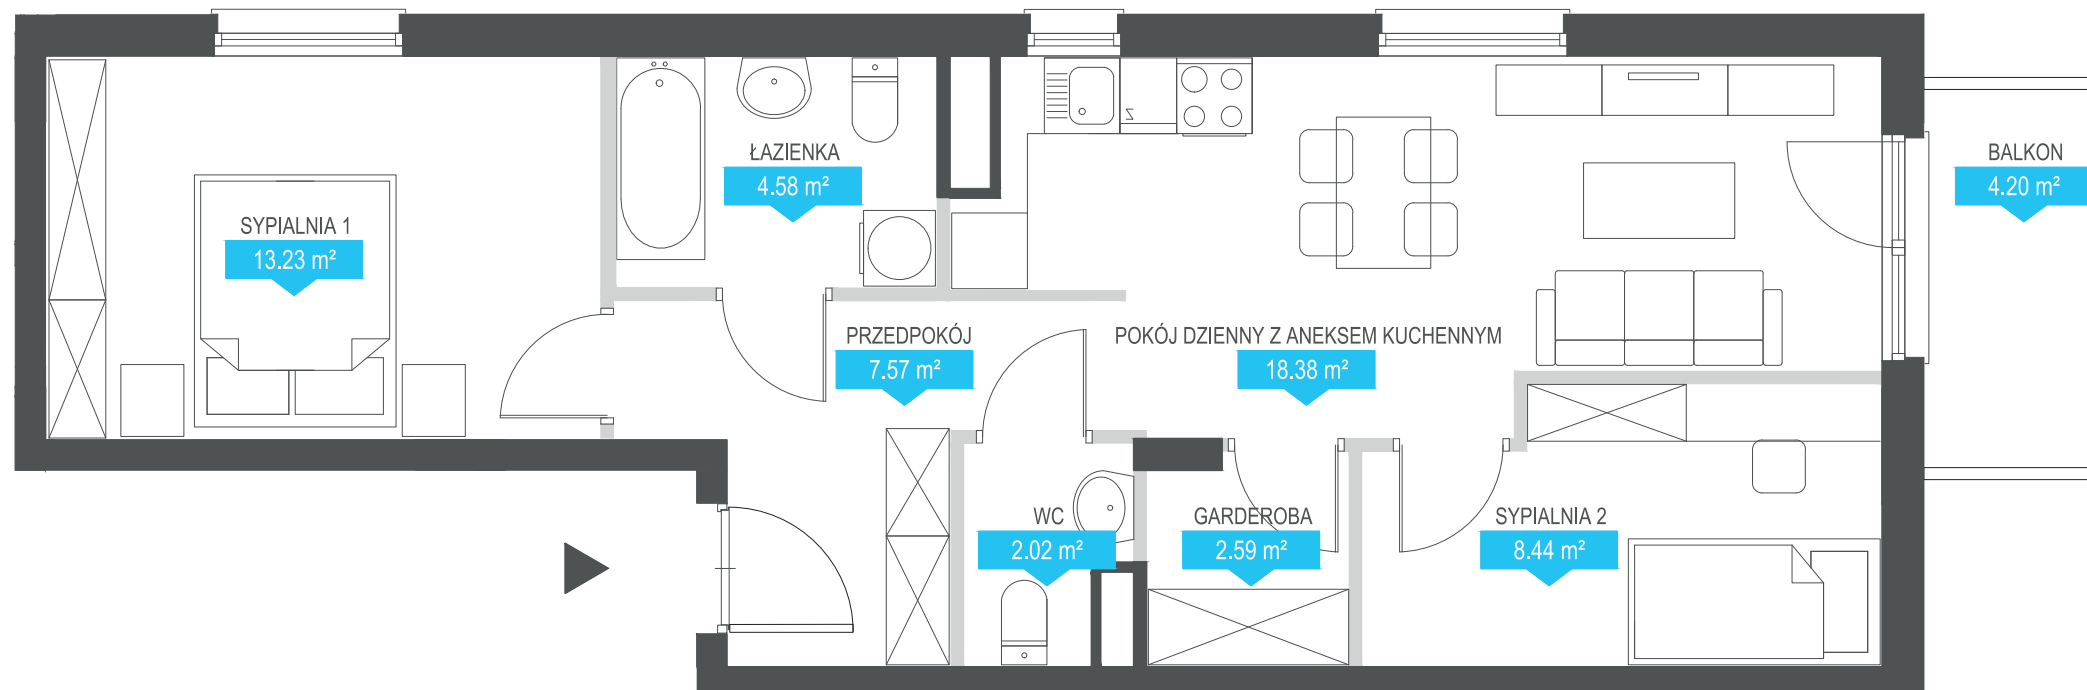 ŁAZIENKA
4.58 m²
BALKON
4.20 m²
SYPIALNIA 1
13.23 m²
PRZEDPOKÓJ
7.57 m²
POKÓJ DZIENNY Z ANEKSEM KUCHENNYM
18.38 m²
WC
2.02 m²
GARDEROBA
2.59 m²
SYPIALNIA 2
8.44 m²